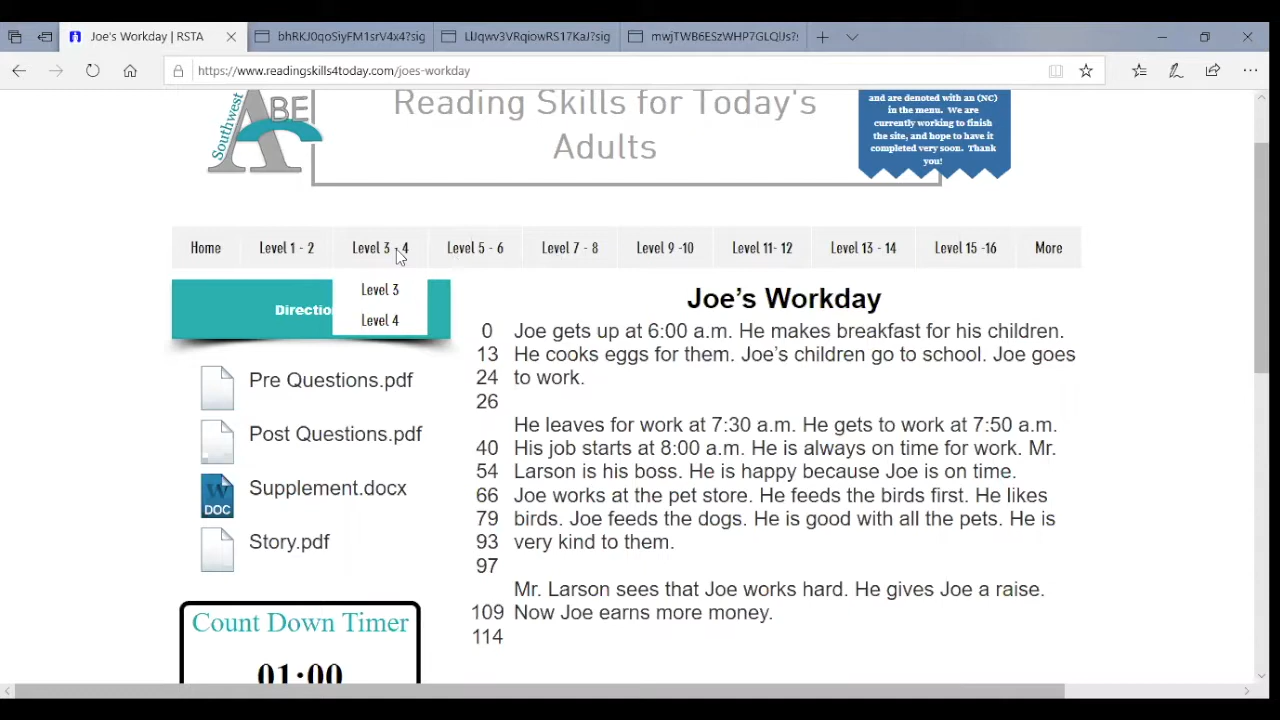 Joe's Workday | RSTA
bhRKJ0qoSiyFM1srV4x4?sig
LlJqwv3VRqiowRS17KaJ?sig
mwjTWB6ESzWHP7GLQlJs?s
https://www.readingskills4today.com/joes-workday
Southwest
ABE
Reading Skills for Today's
Adults
and are denoted with an (NC)
in the menu. We are
currently working to finish
the site, and hope to have it
completed very soon. Thank
you!
Home Level 1 - 2 Level 3 - 4 Level 5 - 6 Level 7 - 8 Level 9 -10 Level 11- 12 Level 13 - 14 Level 15 -16 More
Level 3
Level 4
Directio
Pre Questions.pdf
Post Questions.pdf
DOC
Supplement.docx
Story.pdf
Count Down Timer
01:00
Joe's Workday
0 Joe gets up at 6:00 a.m. He makes breakfast for his children.
13 He cooks eggs for them. Joe's children go to school. Joe goes
24 to work.
26
He leaves for work at 7:30 a.m. He gets to work at 7:50 a.m.
40 His job starts at 8:00 a.m. He is always on time for work. Mr.
54 Larson is his boss. He is happy because Joe is on time.
66 Joe works at the pet store. He feeds the birds first. He likes
79 birds. Joe feeds the dogs. He is good with all the pets. He is
93 very kind to them.
97
Mr. Larson sees that Joe works hard. He gives Joe a raise.
109 Now Joe earns more money.
114